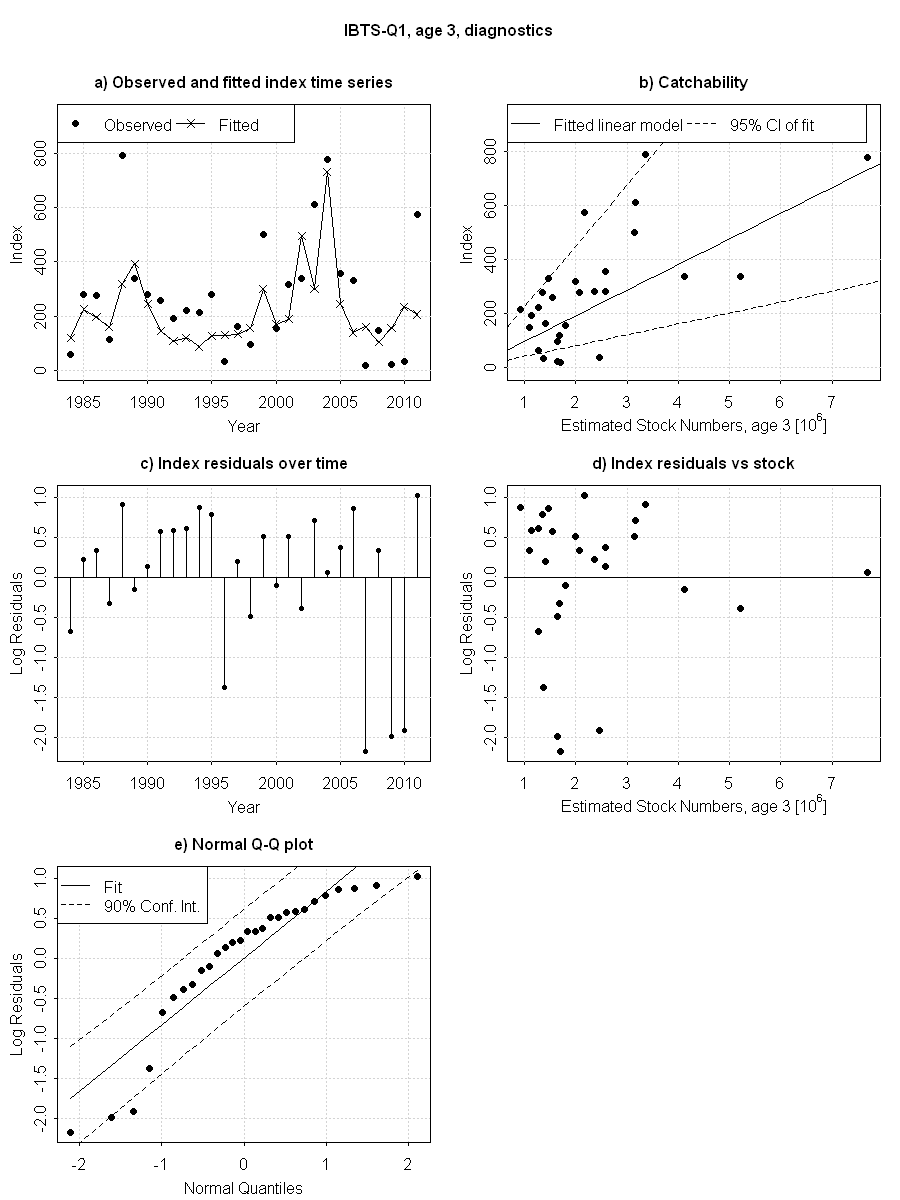 IBTS-Q1, age 3, diagnostics
a) Observed and fitted index time series
Observed
Fitted
Index
0
200
400
600
800
1985
1990
1995
2000
2005
2010
Year
b) Catchability
Fitted linear model
95% CI of fit
Index
0
200
400
600
800
1
2
3
4
5
6
7
Estimated Stock Numbers, age 3 [10⁶]
c) Index residuals over time
Log Residuals
-2.0
-1.5
-1.0
-0.5
0.0
0.5
1.0
1985
1990
1995
2000
2005
2010
Year
d) Index residuals vs stock
Log Residuals
-2.0
-1.5
-1.0
-0.5
0.0
0.5
1.0
1
2
3
4
5
6
7
Estimated Stock Numbers, age 3 [10⁶]
e) Normal Q-Q plot
Fit
90% Conf. Int.
Log Residuals
-2.0
-1.5
-1.0
-0.5
0.0
0.5
1.0
-2
-1
0
1
2
Normal Quantiles